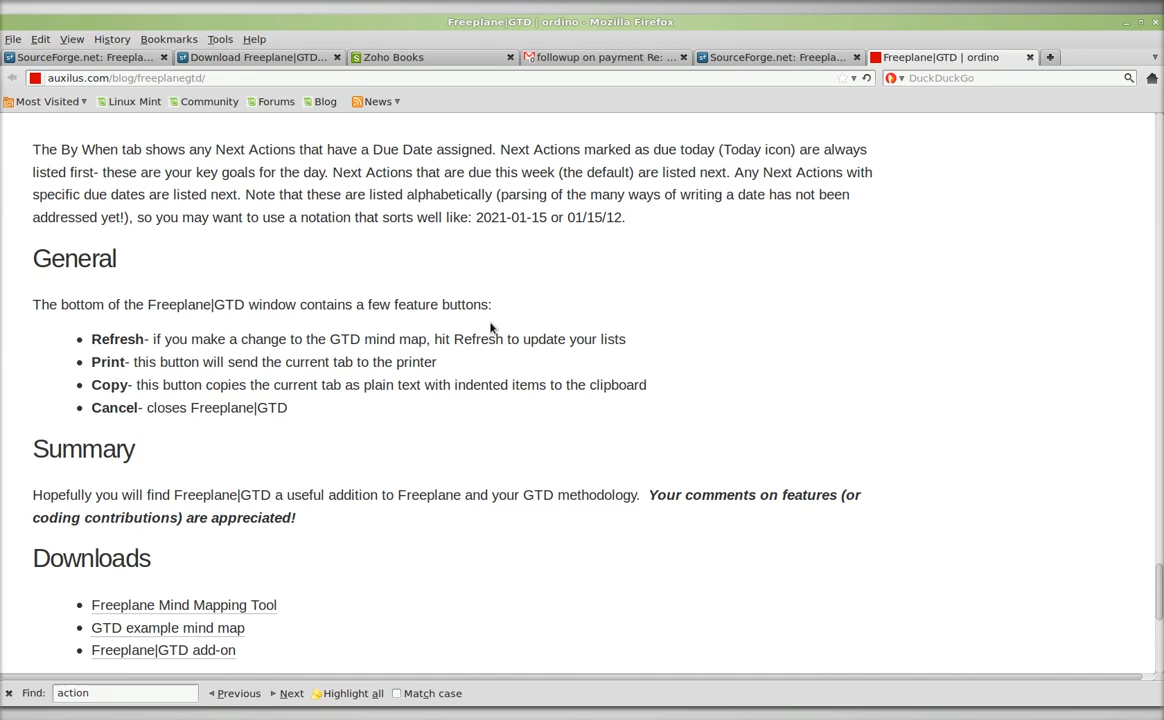 Freeplane|GTD | ordino - Mozilla Firefox
File Edit View History Bookmarks Tools Help
SourceForge.net: Freepla... Download Freeplane|GTD... Zoho Books followup on payment Re: ... SourceForge.net: Freepla... Freeplane|GTD | ordino
auxilus.com/blog/freeplanegtd/ DuckDuckGo
Most Visited Linux Mint Community Forums Blog News
The By When tab shows any Next Actions that have a Due Date assigned. Next Actions marked as due today (Today icon) are always
listed first- these are your key goals for the day. Next Actions that are due this week (the default) are listed next. Any Next Actions with
specific due dates are listed next. Note that these are listed alphabetically (parsing of the many ways of writing a date has not been
addressed yet!), so you may want to use a notation that sorts well like: 2021-01-15 or 01/15/12.
General
The bottom of the Freeplane|GTD window contains a few feature buttons:
Refresh- if you make a change to the GTD mind map, hit Refresh to update your lists
Print- this button will send the current tab to the printer
Copy- this button copies the current tab as plain text with indented items to the clipboard
Cancel- closes Freeplane|GTD
Summary
Hopefully you will find Freeplane|GTD a useful addition to Freeplane and your GTD methodology. Your comments on features (or
coding contributions) are appreciated!
Downloads
Freeplane Mind Mapping Tool
GTD example mind map
Freeplane|GTD add-on
Find: action Previous Next Highlight all Match case